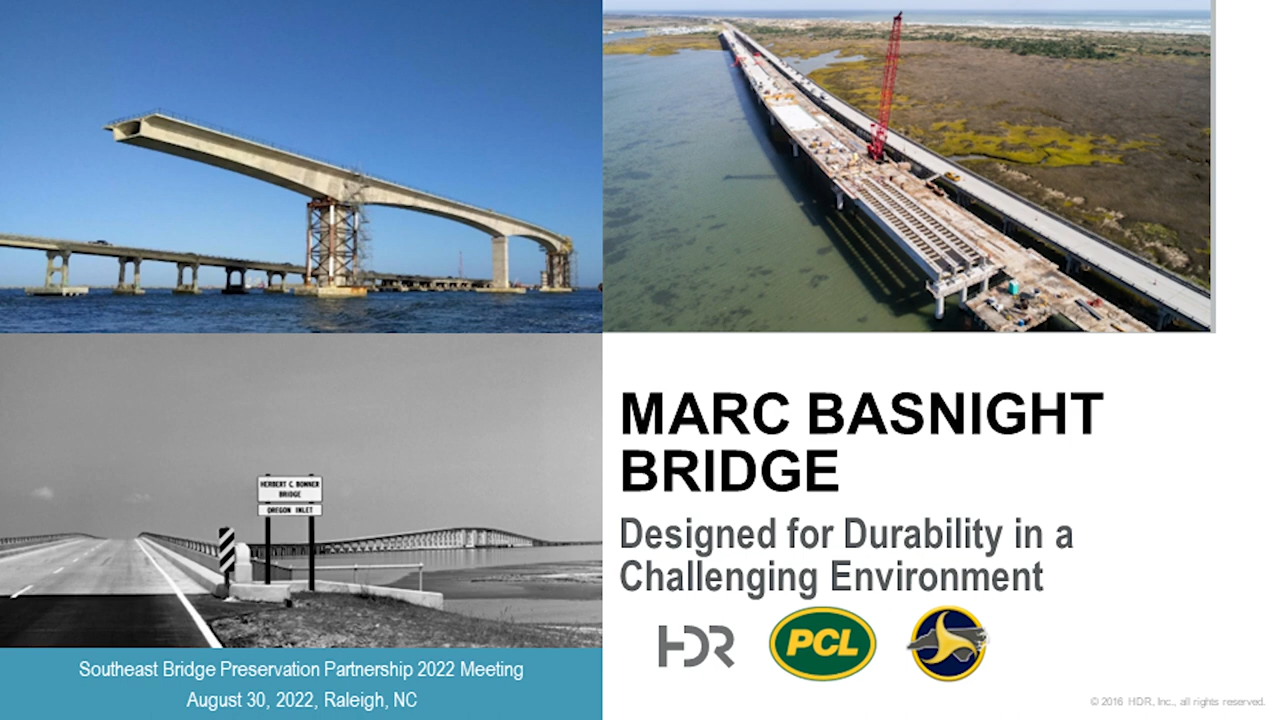 HERBERT C. BONNER
BRIDGE
OREGON INLET
MARC BASNIGHT
BRIDGE
Designed for Durability in a
Challenging Environment
HDR
PCL
Southeast Bridge Preservation Partnership 2022 Meeting
August 30, 2022, Raleigh, NC
© 2016 HDR, Inc., all rights reserved.